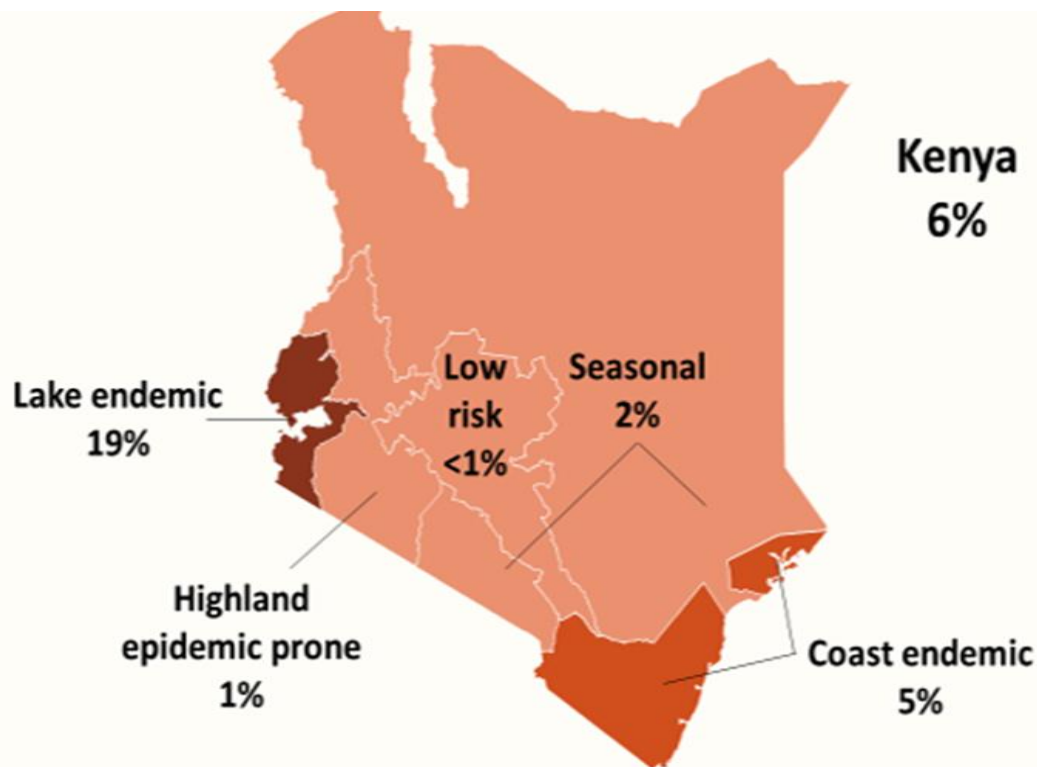 Kenya
6%
Low
risk
<1%
Seasonal
2%
Lake endemic
19%
Highland
epidemic prone
1%
Coast endemic
5%